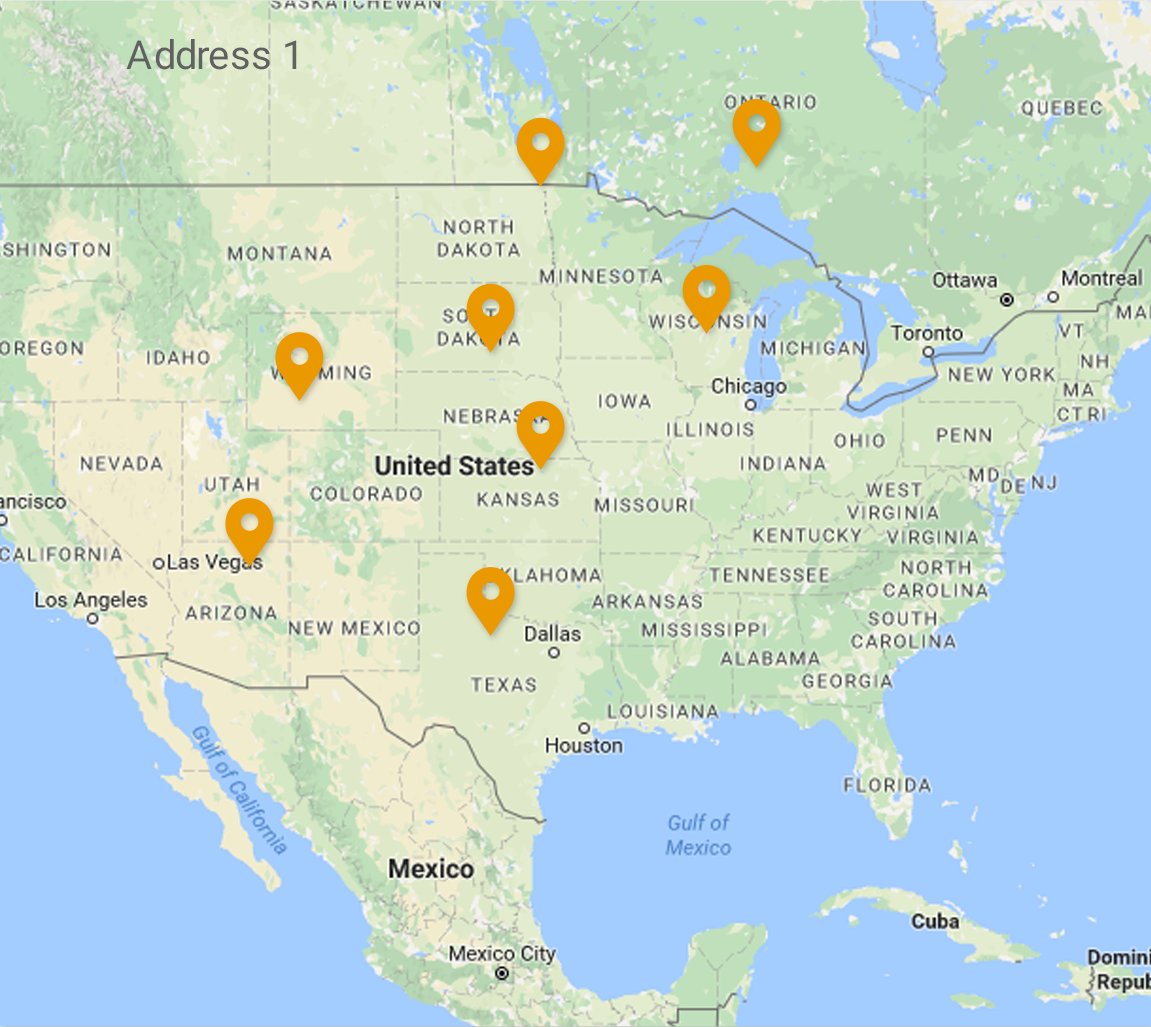 SASKATCHEWAN
Address 1
ONTARIO
QUEBEC
NORTH
DAKOTA
SHINGTON
MONTANA
MINNESOTA
Ottawa
Montreal
MAI
SOUTH
DAKOTA
WISCONSIN
Toronto
VT
OREGON
IDAHO
MICHIGAN
NH
WYOMING
NEW YORK
Chicago
MA
NEBRASKA
IOWA
CT RI
ILLINOIS
OHIO
PENN
NEVADA
United States
INDIANA
MD
DE NJ
UTAH
COLORADO
KANSAS
MISSOURI
WEST
VIRGINIA
ancisco
KENTUCKY
VIRGINIA
CALIFORNIA
Las Vegas
KLAHOMA
TENNESSEE
NORTH
CAROLINA
Los Angeles
ARIZONA
NEW MEXICO
ARKANSAS
Dallas
MISSISSIPPI
SOUTH
CAROLINA
ALABAMA
TEXAS
GEORGIA
LOUISIANA
Houston
Gulf of California
FLORIDA
Gulf of
Mexico
Mexico
Cuba
Mexico City
Domini
Repub